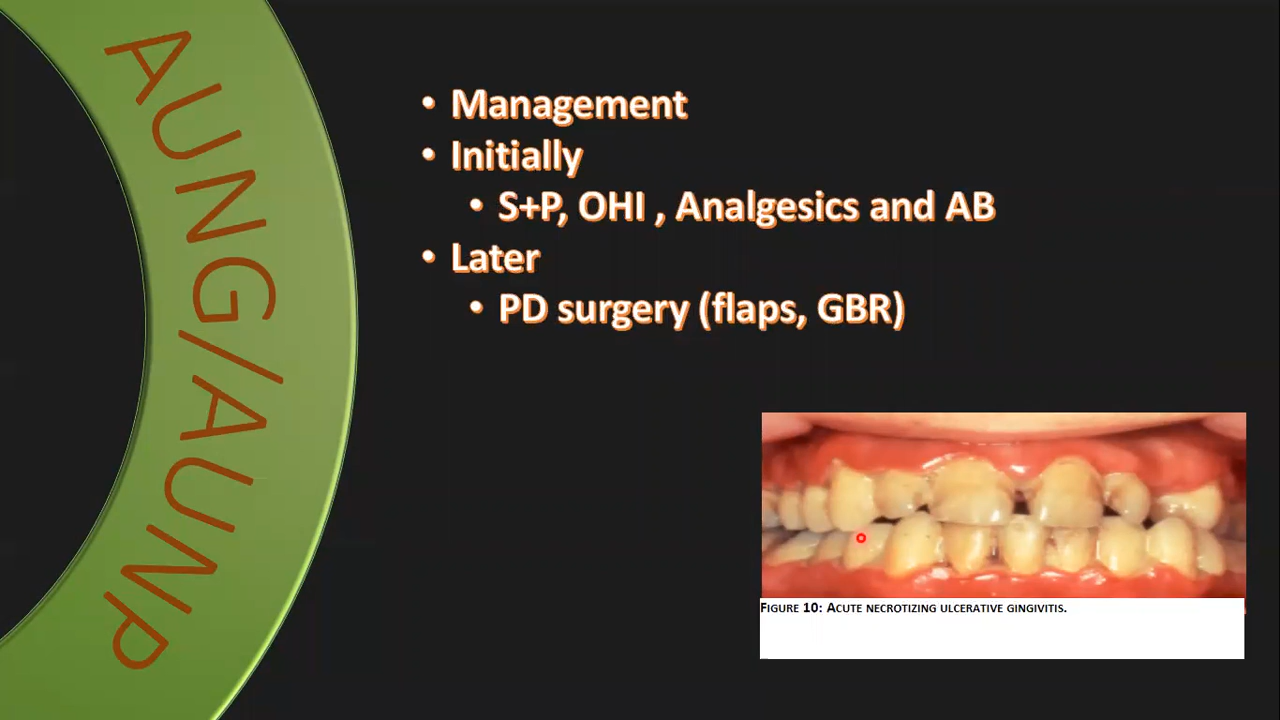 AUNG/AUNP
• Management
• Initially
• S+P, OHI , Analgesics and AB
• Later
• PD surgery (flaps, GBR)
FIGURE 10: ACUTE NECROTIZING ULCERATIVE GINGIVITIS.